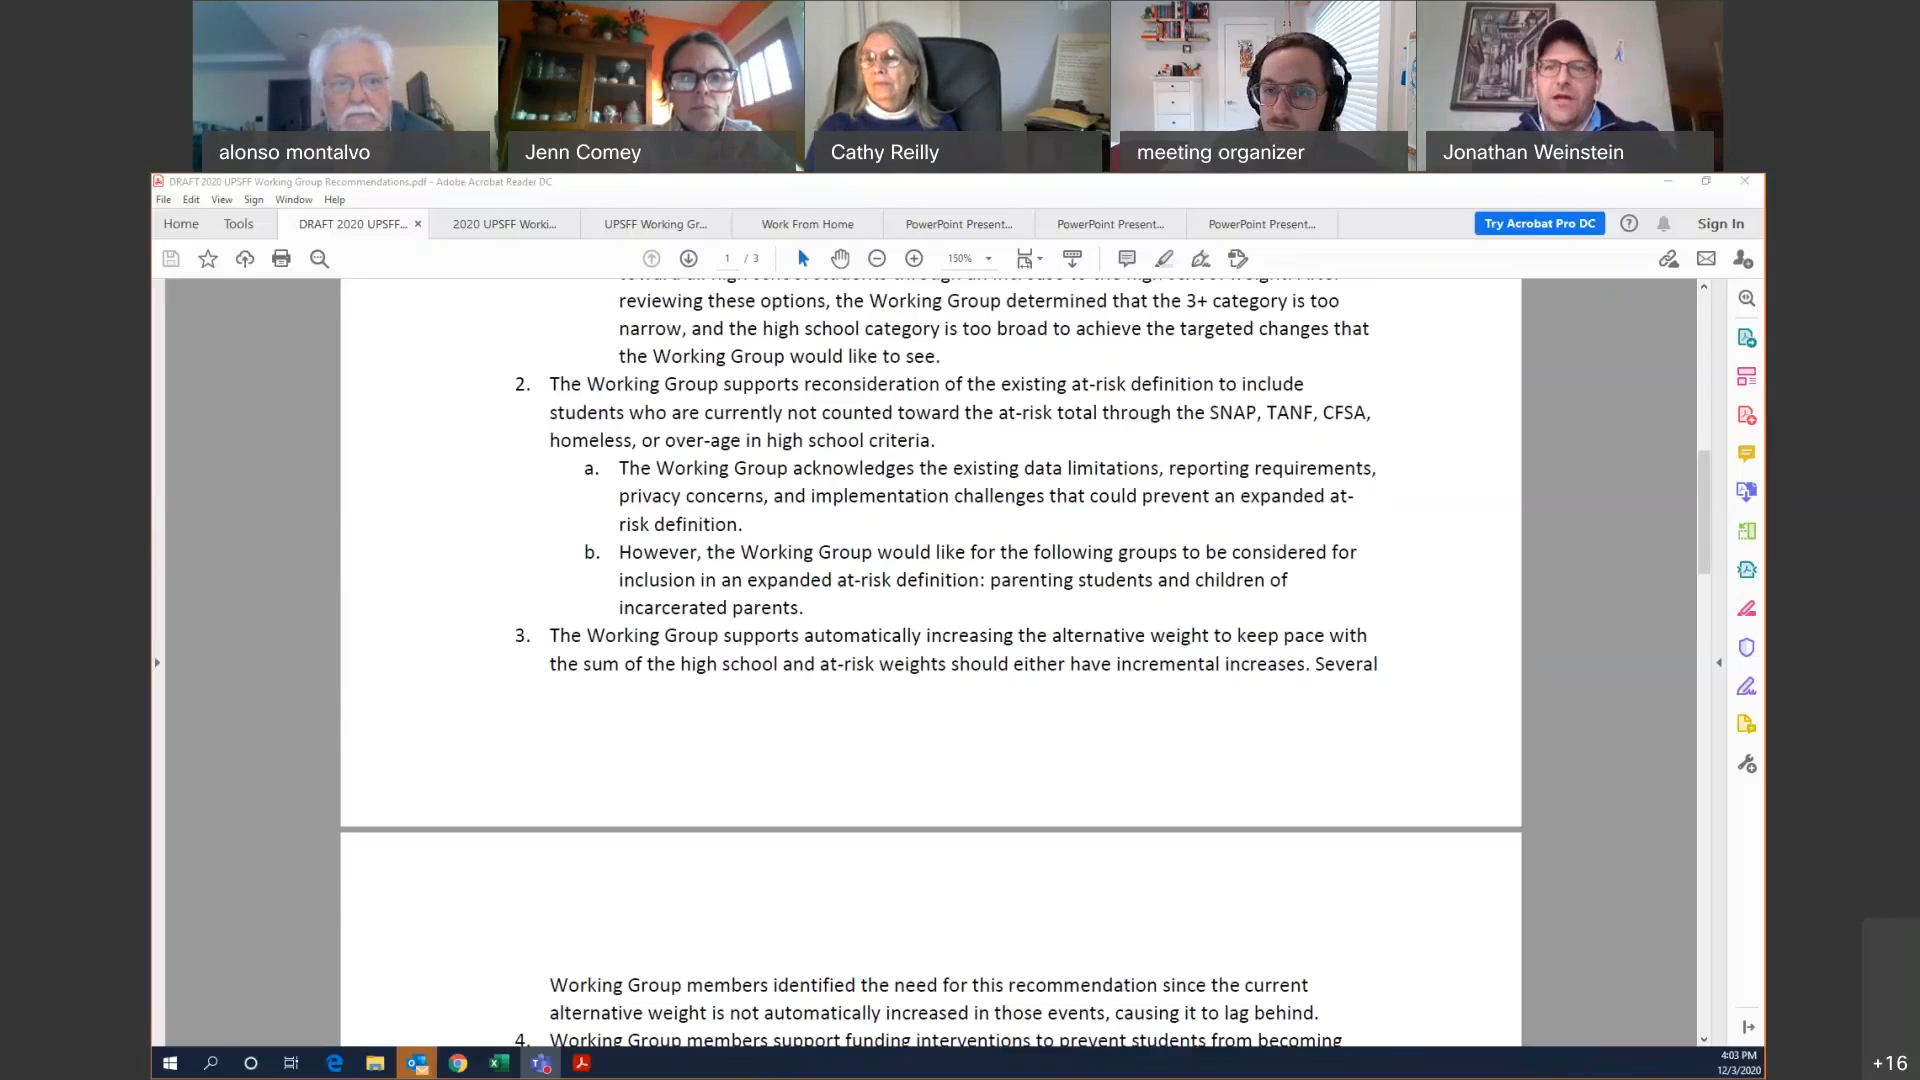 alonso montalvo
Jenn Comey
Cathy Reilly
meeting organizer
Jonathan Weinstein
DRAFT 2020 UPSFF Working Group Recommendations.pdf - Adobe Acrobat Reader DC
File Edit View Sign Window Help
Home Tools DRAFT 2020 UPSFF... × 2020 UPSFF Worki... UPSFF Working Gr... Work From Home PowerPoint Present... PowerPoint Present... PowerPoint Present... Try Acrobat Pro DC Sign In
1 / 3 150%
reviewing these options, the Working Group determined that the 3+ category is too
narrow, and the high school category is too broad to achieve the targeted changes that
the Working Group would like to see.
2. The Working Group supports reconsideration of the existing at-risk definition to include
students who are currently not counted toward the at-risk total through the SNAP, TANF, CFSA,
homeless, or over-age in high school criteria.
a. The Working Group acknowledges the existing data limitations, reporting requirements,
privacy concerns, and implementation challenges that could prevent an expanded at-
risk definition.
b. However, the Working Group would like for the following groups to be considered for
inclusion in an expanded at-risk definition: parenting students and children of
incarcerated parents.
3. The Working Group supports automatically increasing the alternative weight to keep pace with
the sum of the high school and at-risk weights should either have incremental increases. Several
Working Group members identified the need for this recommendation since the current
alternative weight is not automatically increased in those events, causing it to lag behind.
4. Working Group members support funding interventions to prevent students from becoming
4:03 PM
12/3/2020
+16